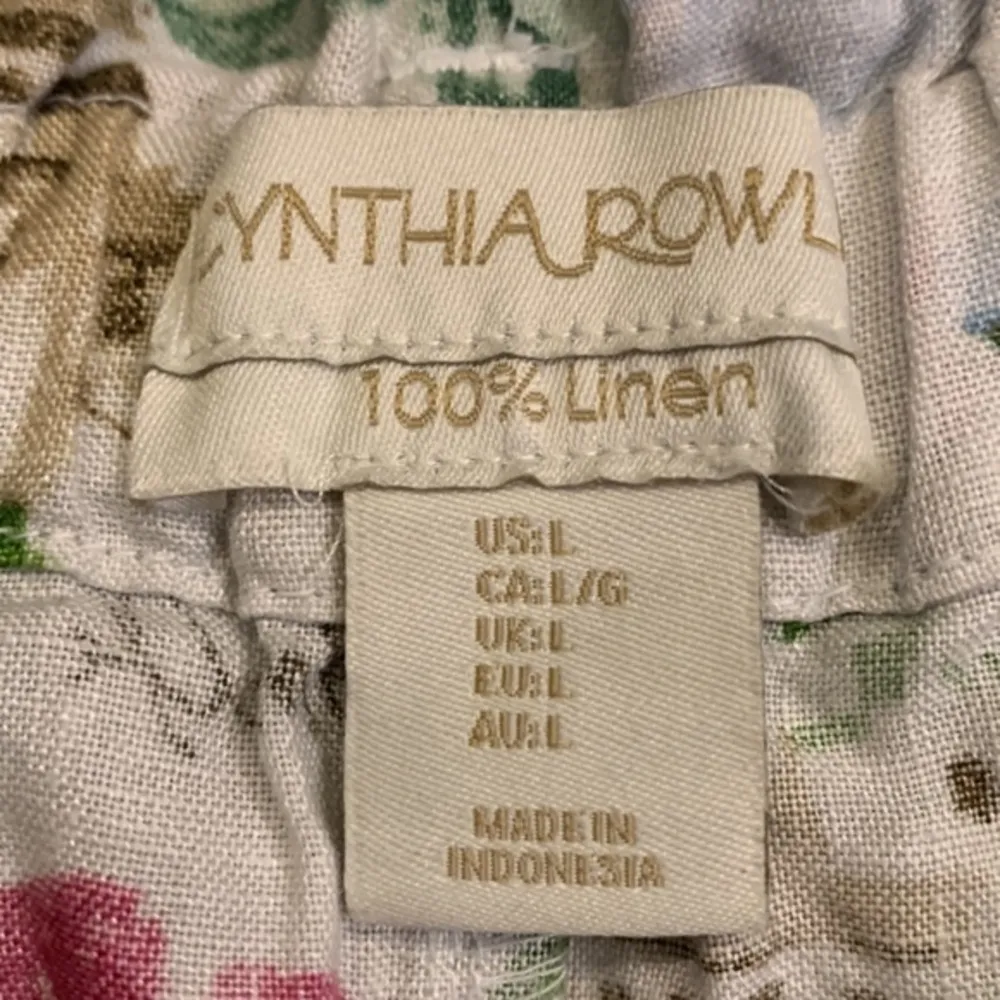 CYNTHIA ROWL
100% Linen
US: L
CA: L/G
UK: L
EU: L
AU: L
MADE IN
INDONESIA